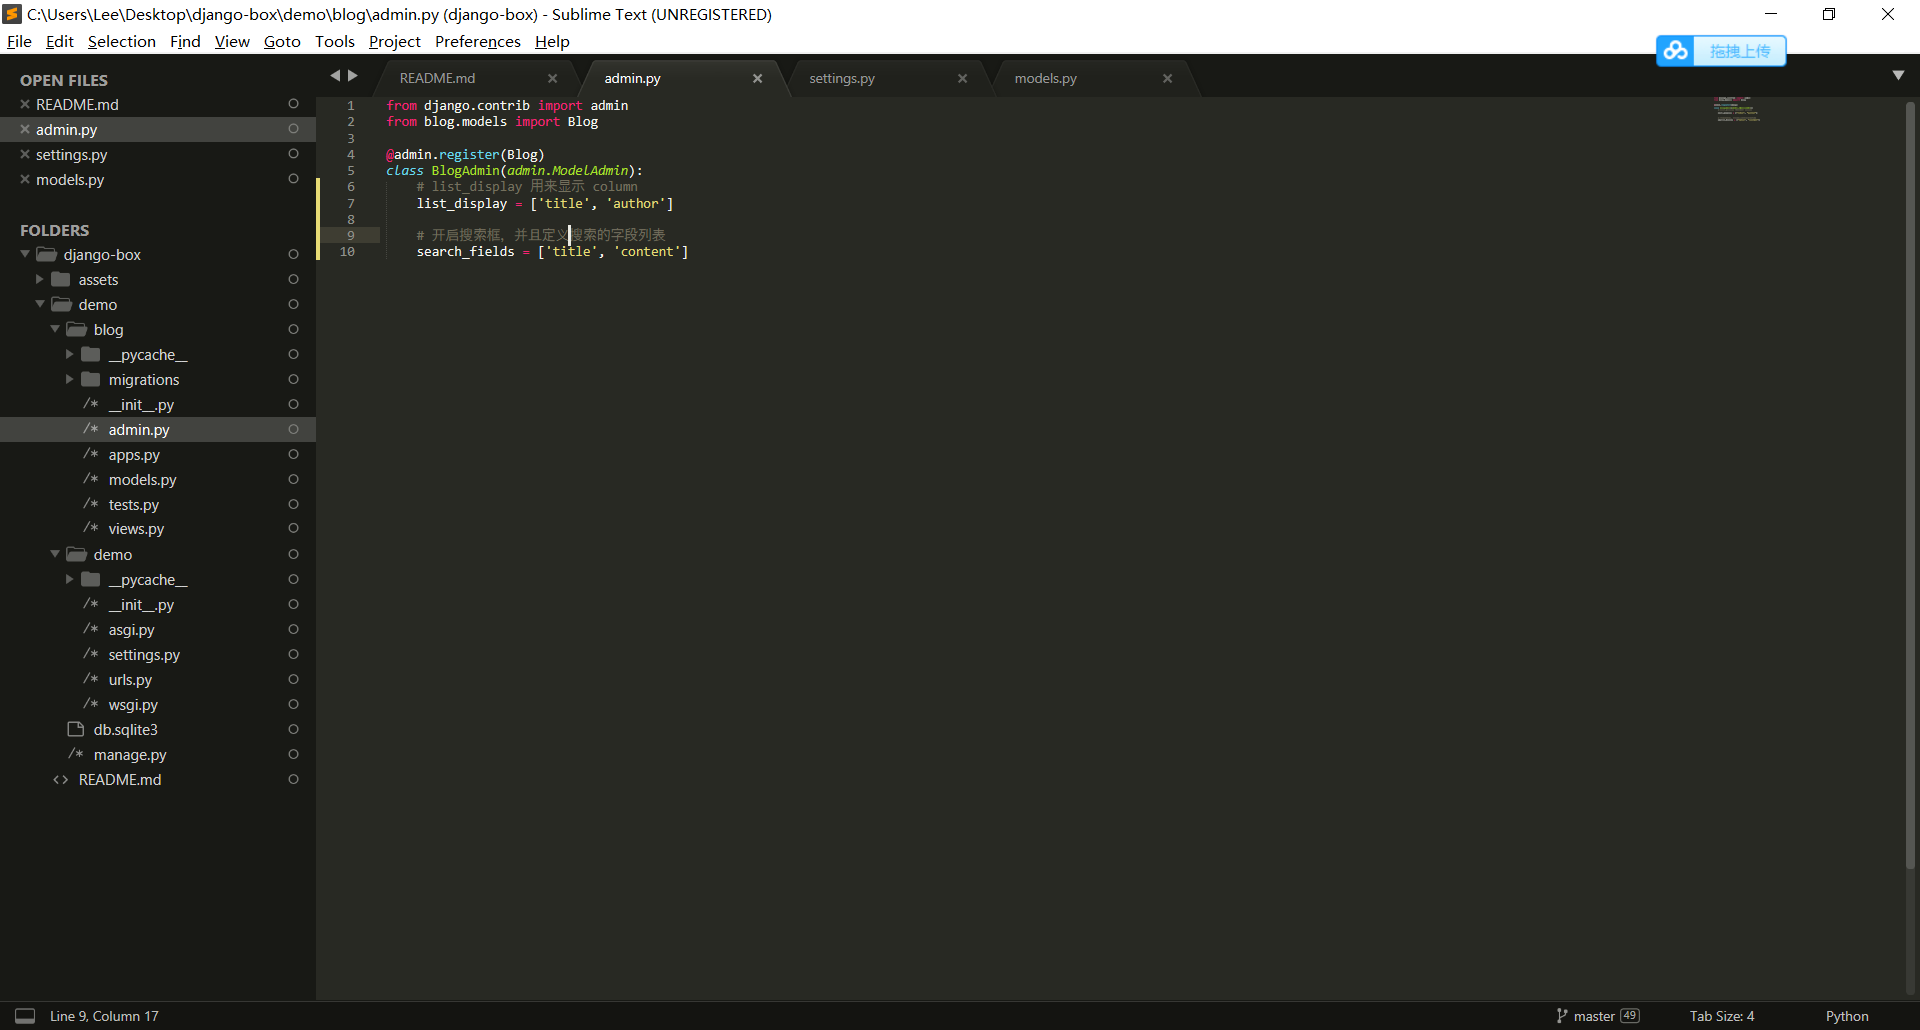 C:\Users\Lee\Desktop\django-box\demo\blog\admin.py (django-box) - Sublime Text (UNREGISTERED)
File Edit Selection Find View Goto Tools Project Preferences Help
拖拽上传
OPEN FILES
README.md
admin.py
settings.py
models.py
FOLDERS
django-box
assets
demo
blog
__pycache__
migrations
__init__.py
admin.py
apps.py
models.py
tests.py
views.py
demo
__pycache__
__init__.py
asgi.py
settings.py
urls.py
wsgi.py
db.sqlite3
manage.py
README.md
README.md admin.py settings.py models.py
1 from django.contrib import admin
2 from blog.models import Blog
3
4 @admin.register(Blog)
5 class BlogAdmin(admin.ModelAdmin):
6 # list_display 用来显示 column
7 list_display = ['title', 'author']
8
9 # 开启搜索框，并且定义搜索的字段列表
10 search_fields = ['title', 'content']
Line 9, Column 17
master 49
Tab Size: 4
Python